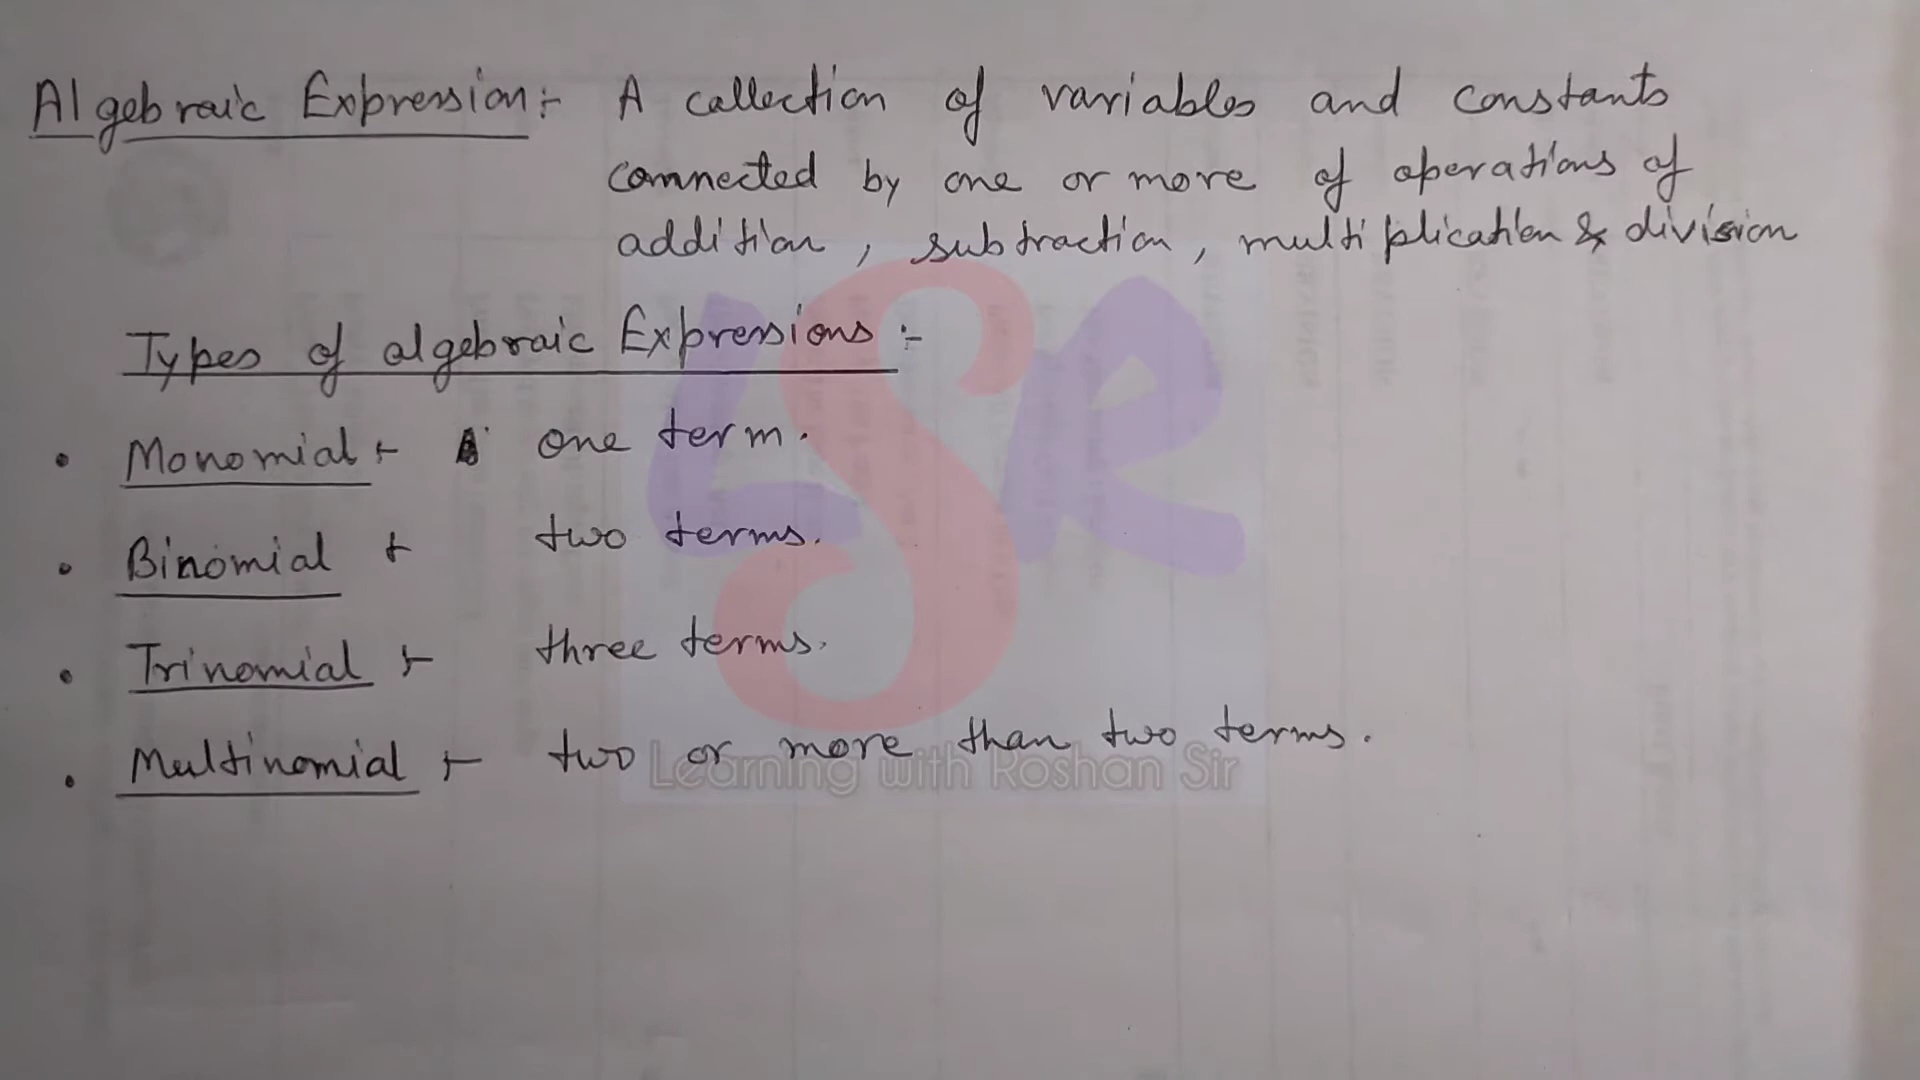 Algebraic Expression:- A collection of variables and constants
connected by one or more of operations of
addition, subtraction, multiplication & division
Types of algebraic Expressions:-
• Monomial:- one term.
• Binomial:- two terms.
• Trinomial:- three terms.
• Multinomial:- two or more than two terms.
LSR
Learning with Roshan Sir